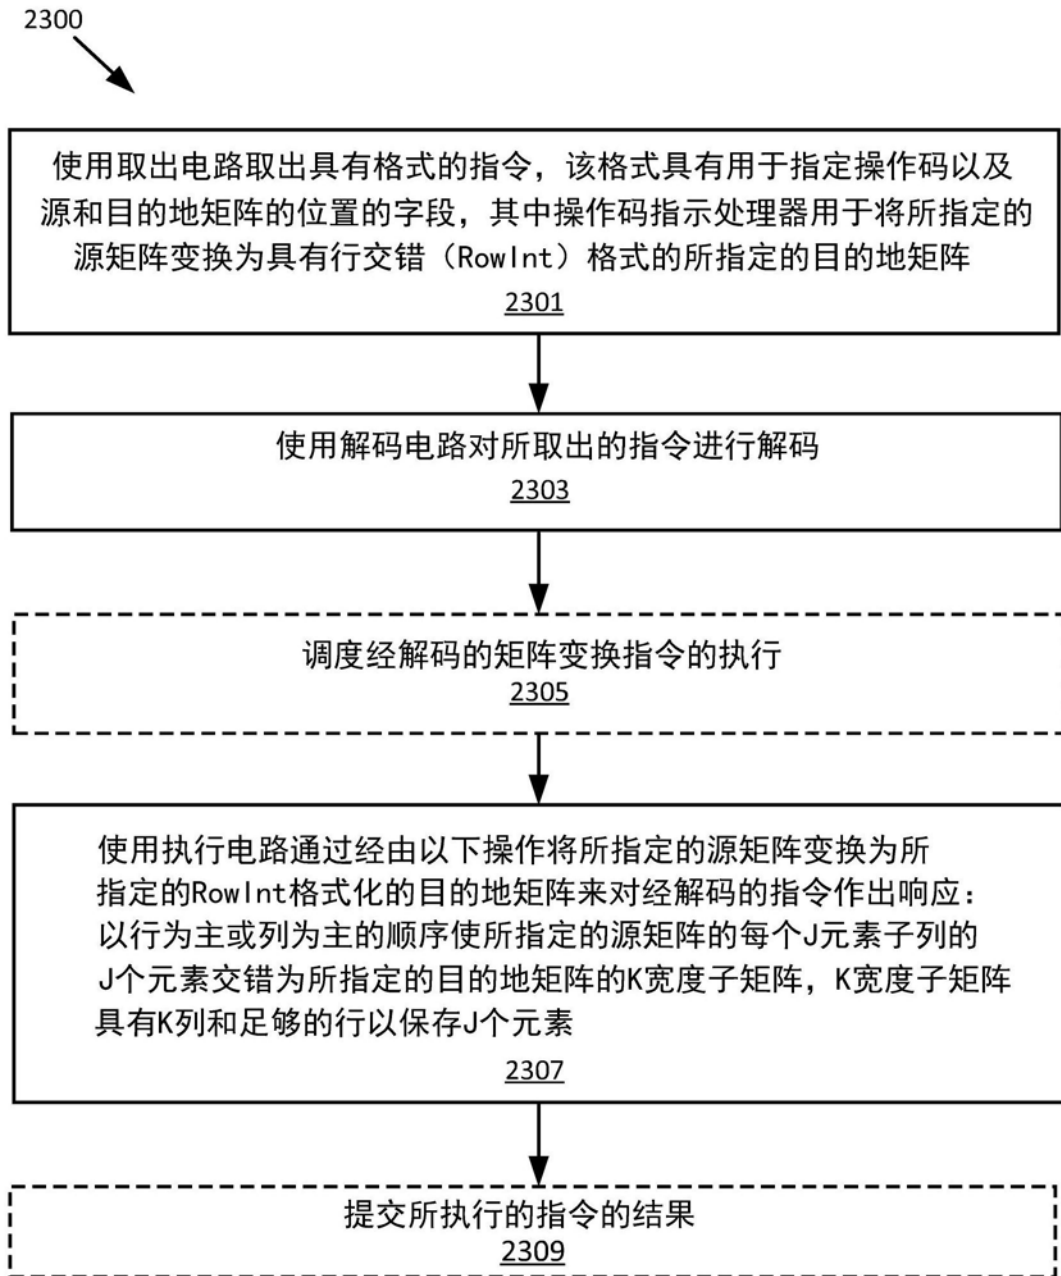 2300
使用取出电路取出具有格式的指令，该格式具有用于指定操作码以及
源和目的地矩阵的位置的字段，其中操作码指示处理器用于将所指定的
源矩阵变换为具有行交错（RowInt）格式的所指定的目的地矩阵
2301
使用解码电路对所取出的指令进行解码
2303
调度经解码的矩阵变换指令的执行
2305
使用执行电路通过经由以下操作将所指定的源矩阵变换为所
指定的RowInt格式化的目的地矩阵来对经解码的指令作出响应：
以行为主或列为主的顺序使所指定的源矩阵的每个J元素子列的
J个元素交错为所指定的目的地矩阵的K宽度子矩阵，K宽度子矩阵
具有K列和足够的行以保存J个元素
2307
提交所执行的指令的结果
2309